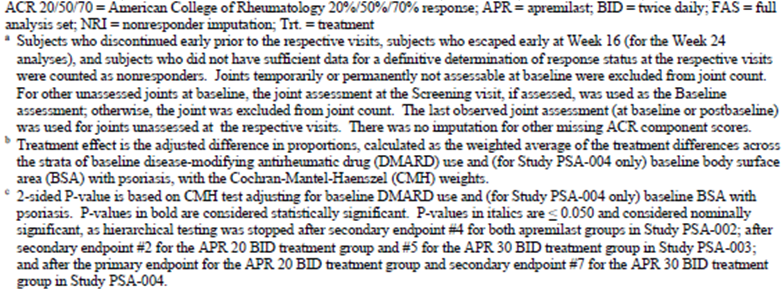 ACR 20/50/70 = American College of Rheumatology 20%/50%/70% response; APR = apremilast; BID = twice daily; FAS = full
analysis set; NRI = nonresponder imputation; Trt. = treatment
a Subjects who discontinued early prior to the respective visits, subjects who escaped early at Week 16 (for the Week 24
analyses), and subjects who did not have sufficient data for a definitive determination of response status at the respective visits
were counted as nonresponders. Joints temporarily or permanently not assessable at baseline were excluded from joint count.
For other unassessed joints at baseline, the joint assessment at the Screening visit, if assessed, was used as the Baseline
assessment; otherwise, the joint was excluded from joint count. The last observed joint assessment (at baseline or postbaseline)
was used for joints unassessed at the respective visits. There was no imputation for other missing ACR component scores.
b Treatment effect is the adjusted difference in proportions, calculated as the weighted average of the treatment differences across
the strata of baseline disease-modifying antirheumatic drug (DMARD) use and (for Study PSA-004 only) baseline body surface
area (BSA) with psoriasis, with the Cochran-Mantel-Haenszel (CMH) weights.
c 2-sided P-value is based on CMH test adjusting for baseline DMARD use and (for Study PSA-004 only) baseline BSA with
psoriasis. P-values in bold are considered statistically significant. P-values in italics are ≤ 0.050 and considered nominally
significant, as hierarchical testing was stopped after secondary endpoint #4 for both apremilast groups in Study PSA-002; after
secondary endpoint #2 for the APR 20 BID treatment group and #5 for the APR 30 BID treatment group in Study PSA-003;
and after the primary endpoint for the APR 20 BID treatment group and secondary endpoint #7 for the APR 30 BID treatment
group in Study PSA-004.